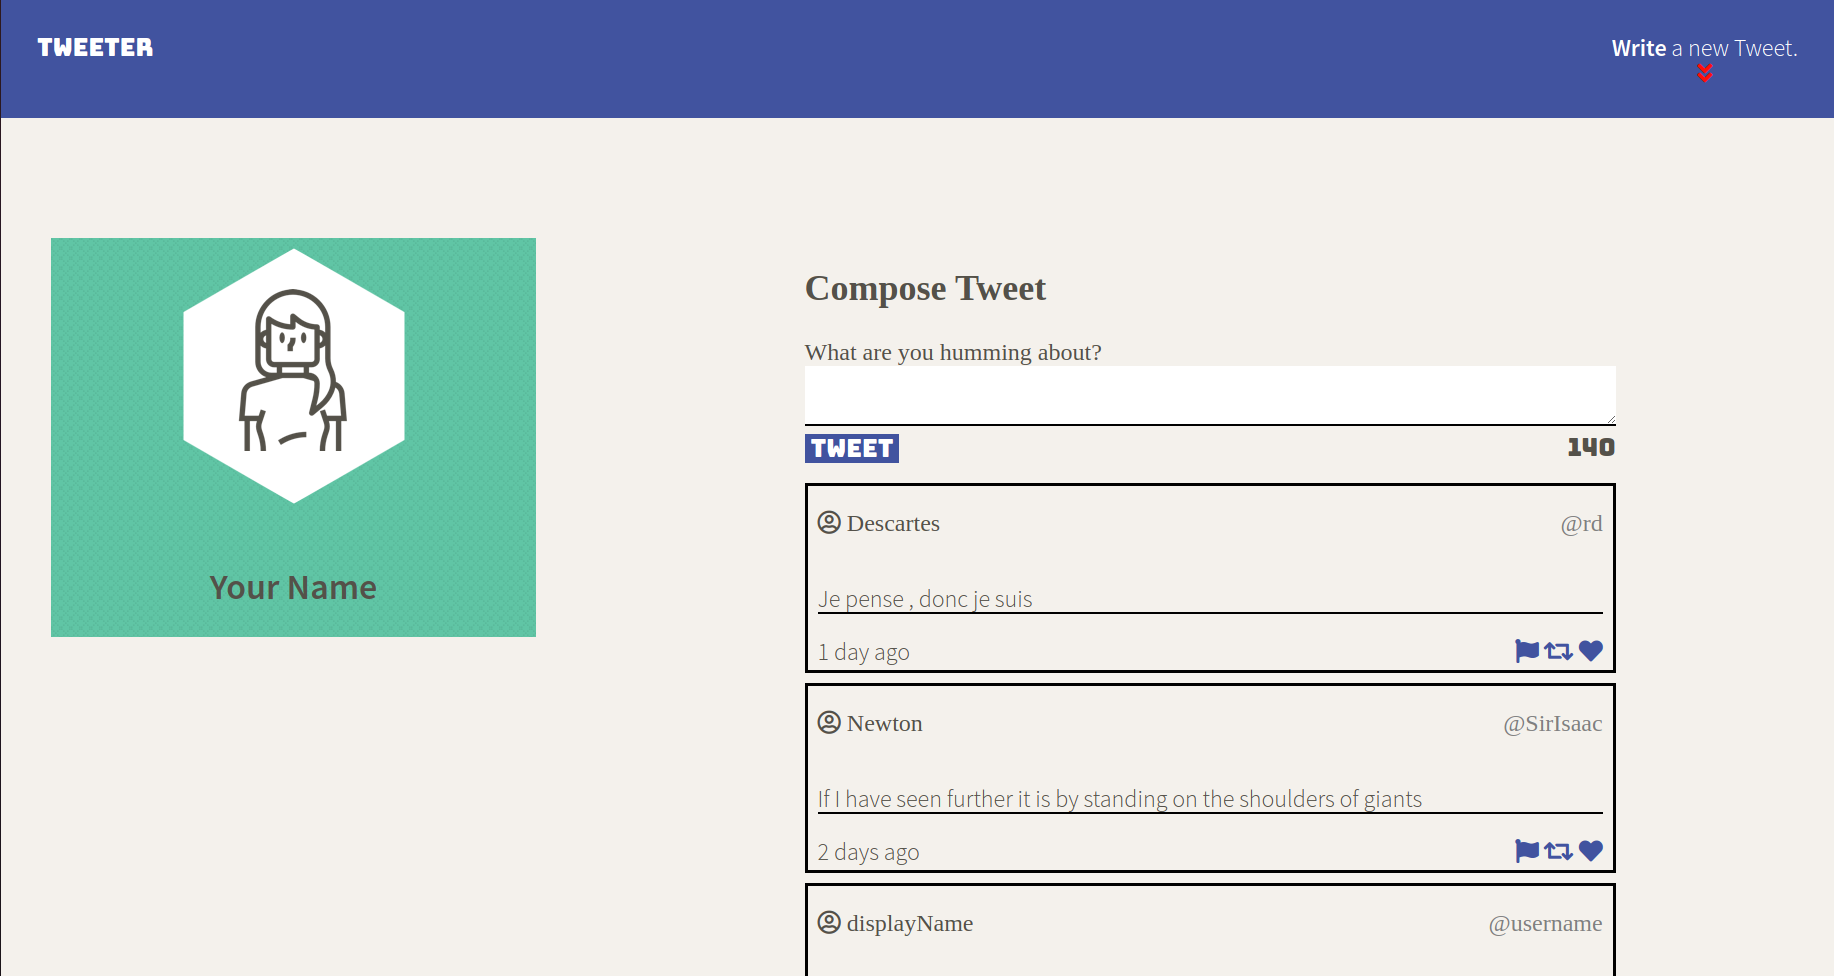 TWEETER
Write a new Tweet.
Your Name
Compose Tweet
What are you humming about?
TWEET
140
Descartes
@rd
Je pense , donc je suis
1 day ago
Newton
@SirIsaac
If I have seen further it is by standing on the shoulders of giants
2 days ago
displayName
@username